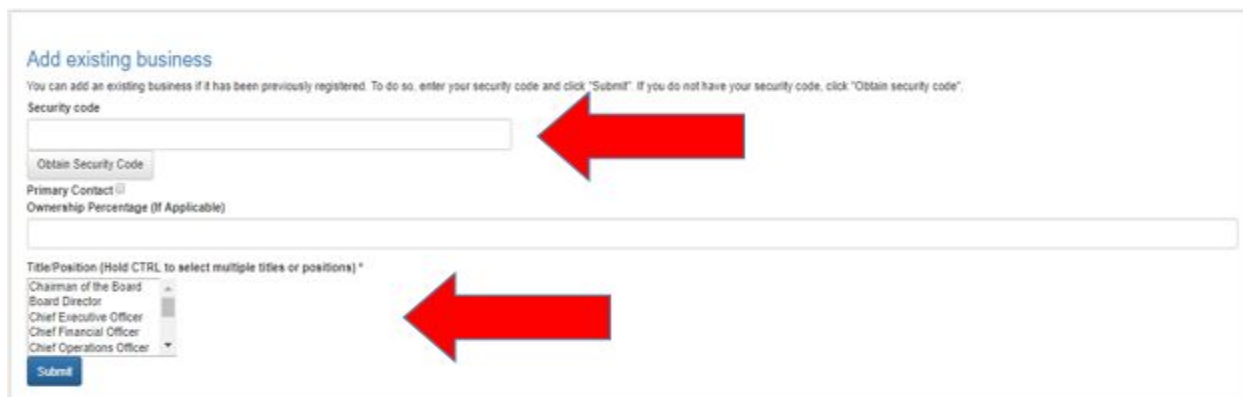 Add existing business
You can add an existing business if it has been previously registered. To do so, enter your security code and click "Submit". If you do not have your security code, click "Obtain security code".
Security code
Obtain Security Code
Primary Contact
Ownership Percentage (If Applicable)
Title/Position (Hold CTRL to select multiple titles or positions) *
Chairman of the Board
Board Director
Chief Executive Officer
Chief Financial Officer
Chief Operations Officer
Submit